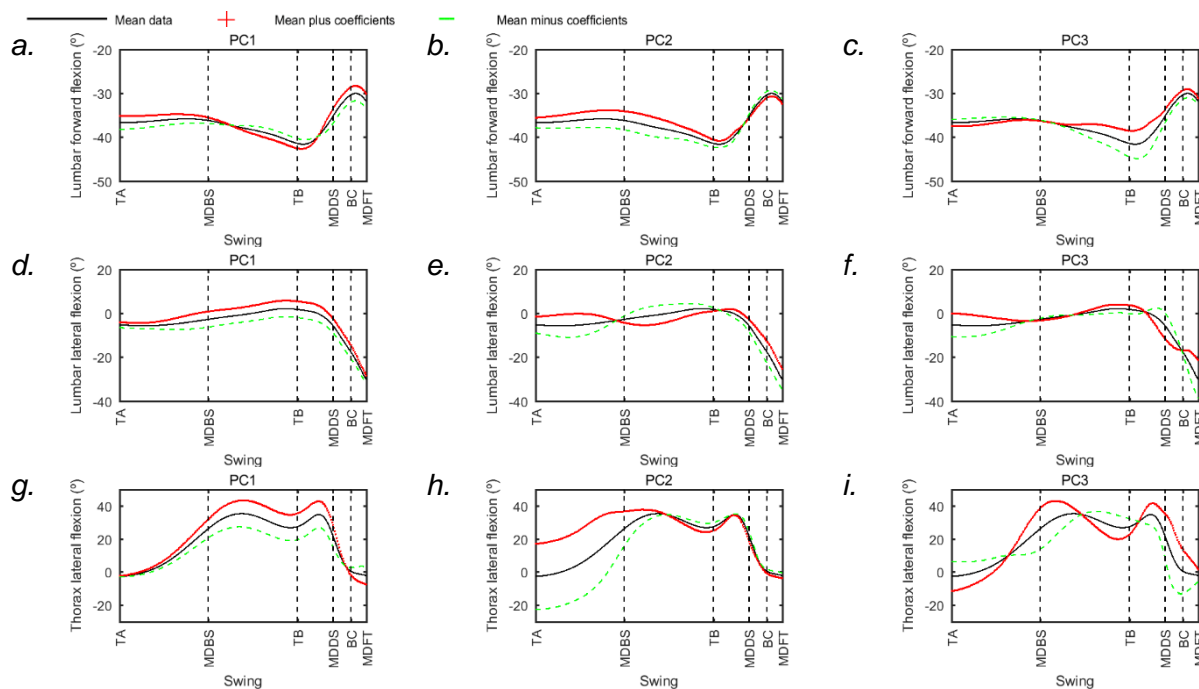 Mean data Mean plus coefficients Mean minus coefficients
a. b. c.
PC1 PC2 PC3
Lumbar forward flexion (º) Lumbar forward flexion (º) Lumbar forward flexion (º)
-20 -20 -20
-30 -30 -30
-40 -40 -40
-50 -50 -50
TA MDBS TB MDDS BC MDFT TA MDBS TB MDDS BC MDFT TA MDBS TB MDDS BC MDFT
Swing Swing Swing
d. e. f.
PC1 PC2 PC3
Lumbar lateral flexion (º) Lumbar lateral flexion (º) Lumbar lateral flexion (º)
20 20 20
0 0 0
-20 -20 -20
-40 -40 -40
TA MDBS TB MDDS BC MDFT TA MDBS TB MDDS BC MDFT TA MDBS TB MDDS BC MDFT
Swing Swing Swing
g. h. i.
PC1 PC2 PC3
Thorax lateral flexion (º) Thorax lateral flexion (º) Thorax lateral flexion (º)
40 40 40
20 20 20
0 0 0
-20 -20 -20
TA MDBS TB MDDS BC MDFT TA MDBS TB MDDS BC MDFT TA MDBS TB MDDS BC MDFT
Swing Swing Swing